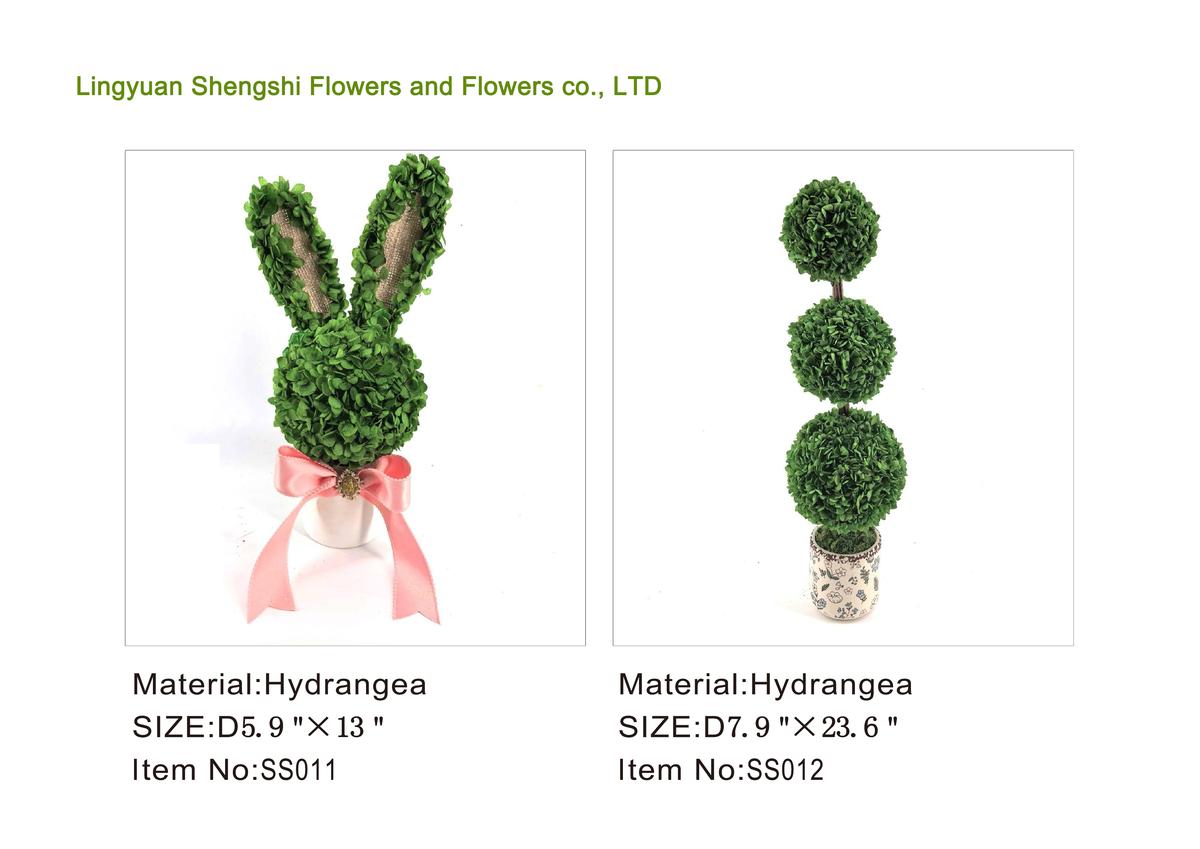 Lingyuan Shengshi Flowers and Flowers co., LTD
Material:Hydrangea
SIZE:D5.9"×13"
Item No:SS011
Material:Hydrangea
SIZE:D7.9"×23.6"
Item No:SS012